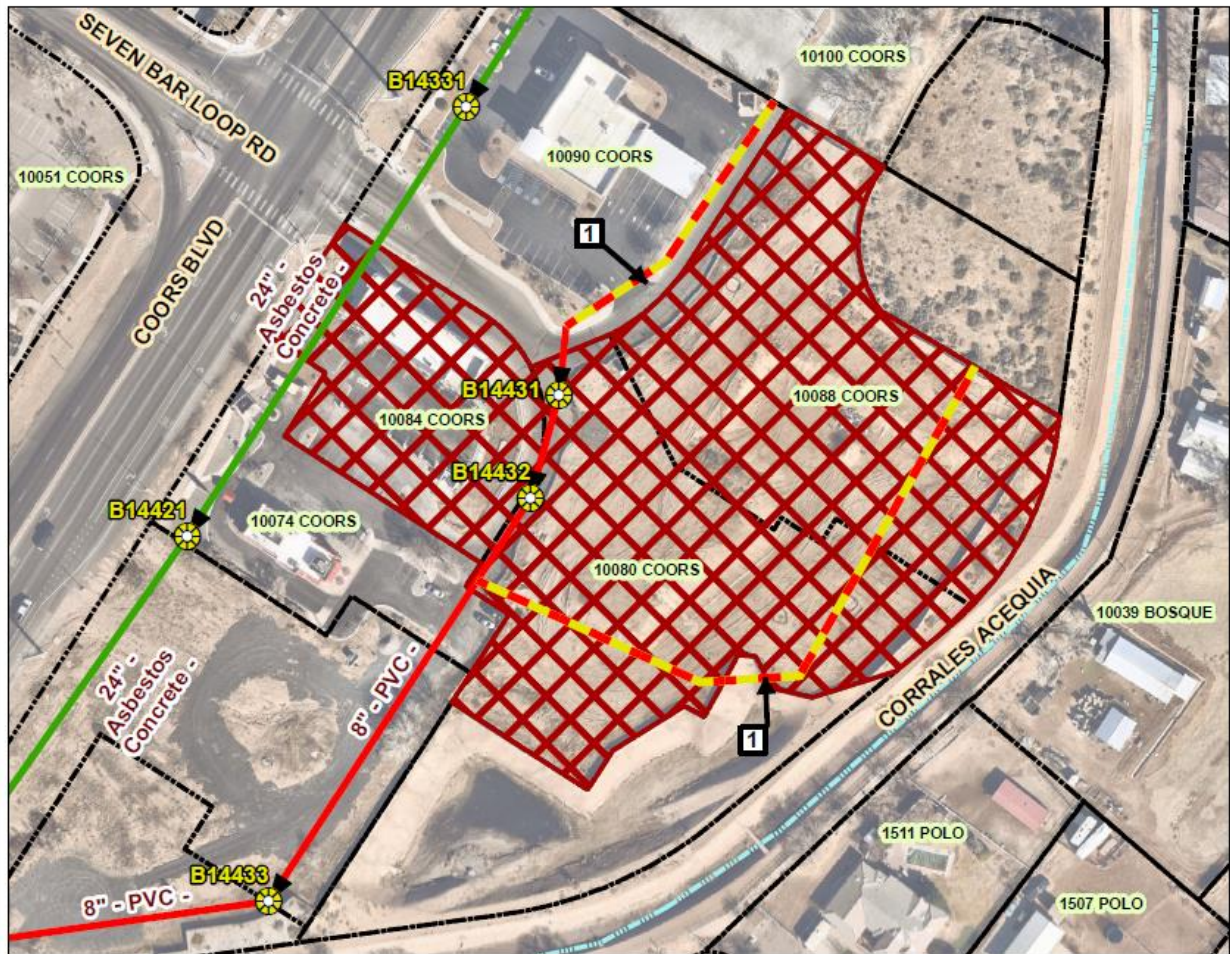 SEVEN BAR LOOP RD
B14331
10100 COORS
10090 COORS
10051 COORS
1
COORS BLVD
24" -
Asbestos
Concrete -
B14431
10088 COORS
10084 COORS
B14432
B14421
10074 COORS
10080 COORS
CORRALES ACEQUIA
10039 BOSQUE
24" -
Asbestos
Concrete -
8" - PVC -
1
1511 POLO
B14433
8" - PVC -
1507 POLO